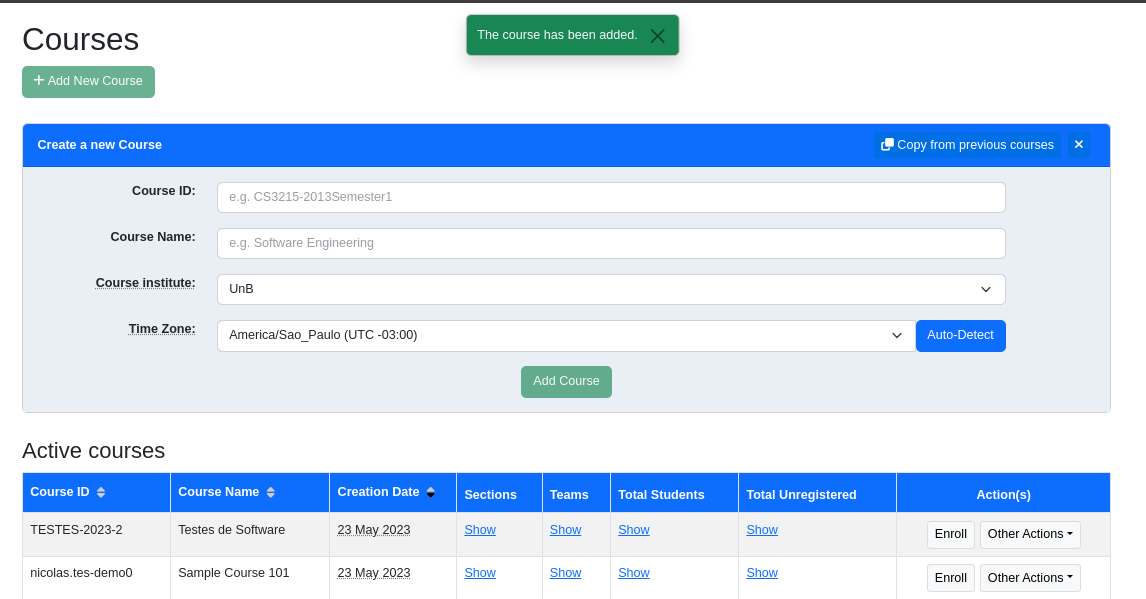 The course has been added.
Courses
Add New Course
Create a new Course
Copy from previous courses
Course ID: e.g. CS3215-2013Semester1
Course Name: e.g. Software Engineering
Course institute: UnB
Time Zone: America/Sao_Paulo (UTC -03:00) Auto-Detect
Add Course
Active courses
Course ID Course Name Creation Date Sections Teams Total Students Total Unregistered Action(s)
TESTES-2023-2 Testes de Software 23 May 2023 Show Show Show Show Enroll Other Actions
nicolas.tes-demo0 Sample Course 101 23 May 2023 Show Show Show Show Enroll Other Actions